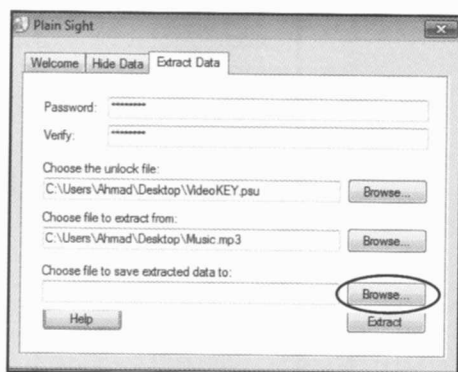 Plain Sight
Welcome Hide Data Extract Data
Password: ********
Verify: ********
Choose the unlock file:
C:\Users\Ahmad\Desktop\VideoKEY.psu Browse...
Choose file to extract from:
C:\Users\Ahmad\Desktop\Music.mp3 Browse...
Choose file to save extracted data to:
Browse...
Help Extract